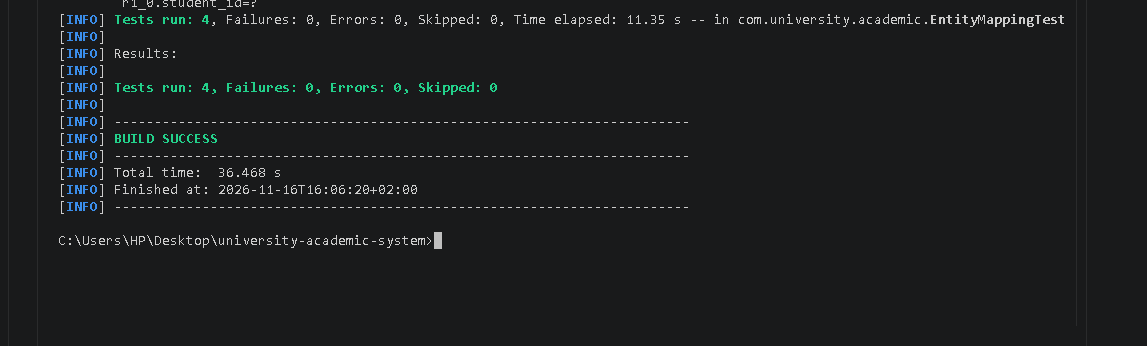 r1_0.student_id=?
[INFO] Tests run: 4, Failures: 0, Errors: 0, Skipped: 0, Time elapsed: 11.35 s -- in com.university.academic.EntityMappingTest
[INFO]
[INFO] Results:
[INFO]
[INFO] Tests run: 4, Failures: 0, Errors: 0, Skipped: 0
[INFO]
[INFO] ------------------------------------------------------------------------
[INFO] BUILD SUCCESS
[INFO] ------------------------------------------------------------------------
[INFO] Total time:  36.468 s
[INFO] Finished at: 2026-11-16T16:06:20+02:00
[INFO] ------------------------------------------------------------------------
C:\Users\HP\Desktop\university-academic-system>